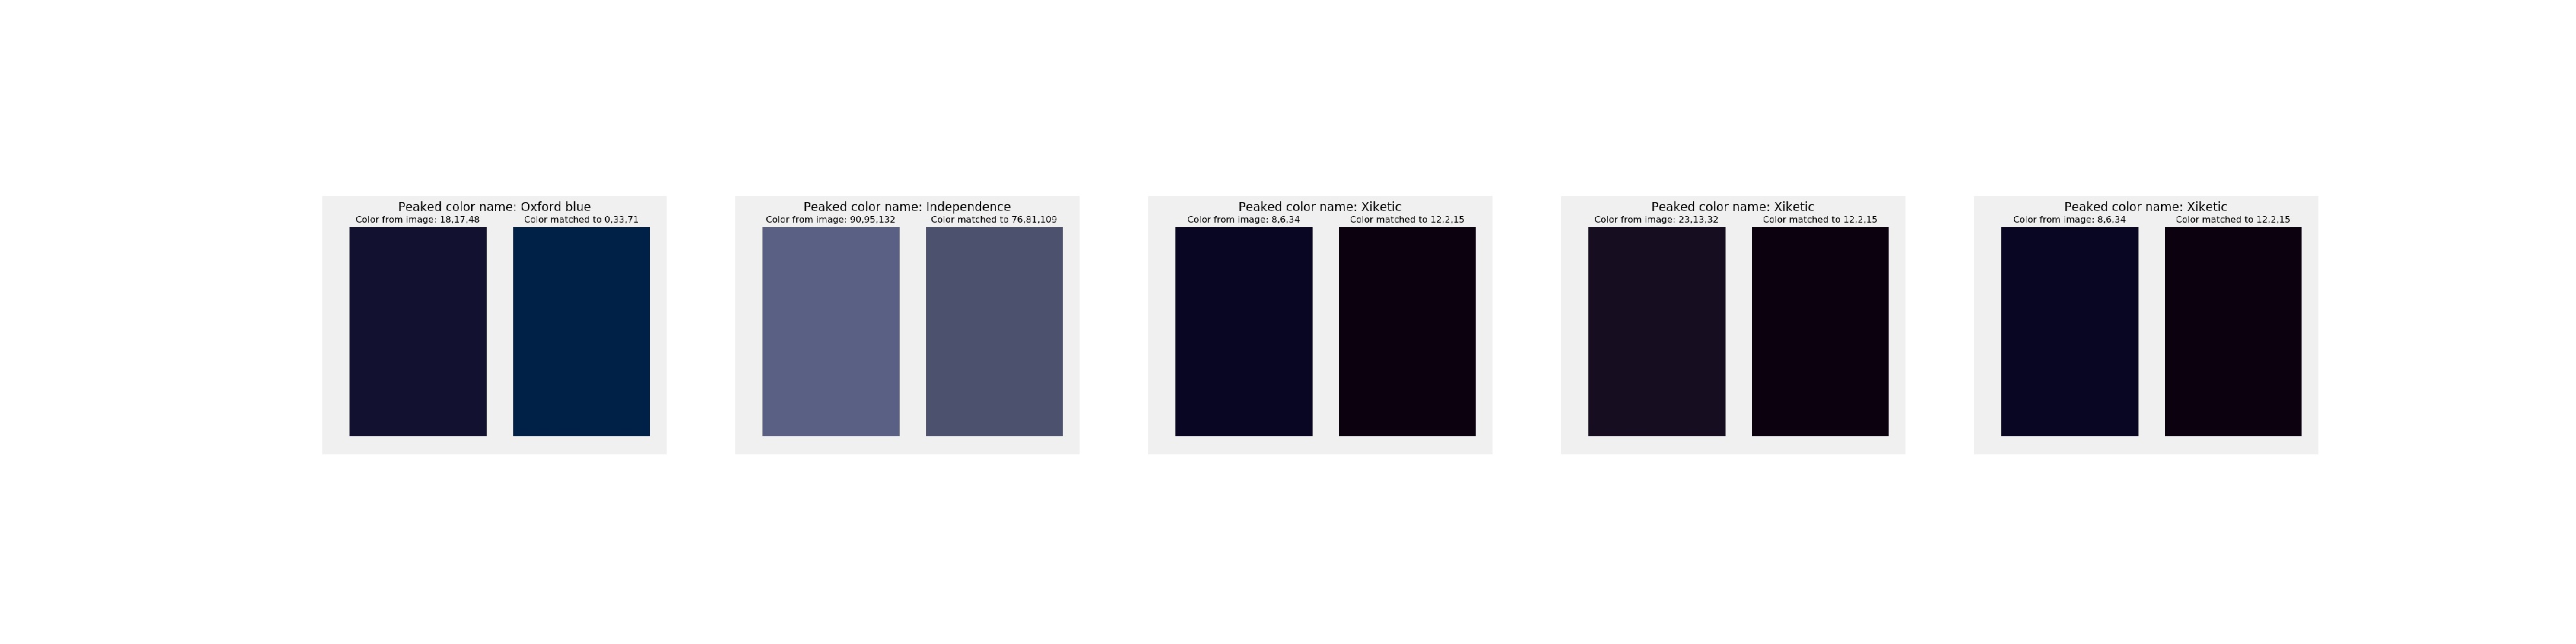 Peaked color name: Oxford blue
Color from image: 18,17,48
Color matched to 0,33,71
Peaked color name: Independence
Color from image: 90,95,132
Color matched to 76,81,109
Peaked color name: Xiketic
Color from image: 8,6,34
Color matched to 12,2,15
Peaked color name: Xiketic
Color from image: 23,13,32
Color matched to 12,2,15
Peaked color name: Xiketic
Color from image: 8,6,34
Color matched to 12,2,15